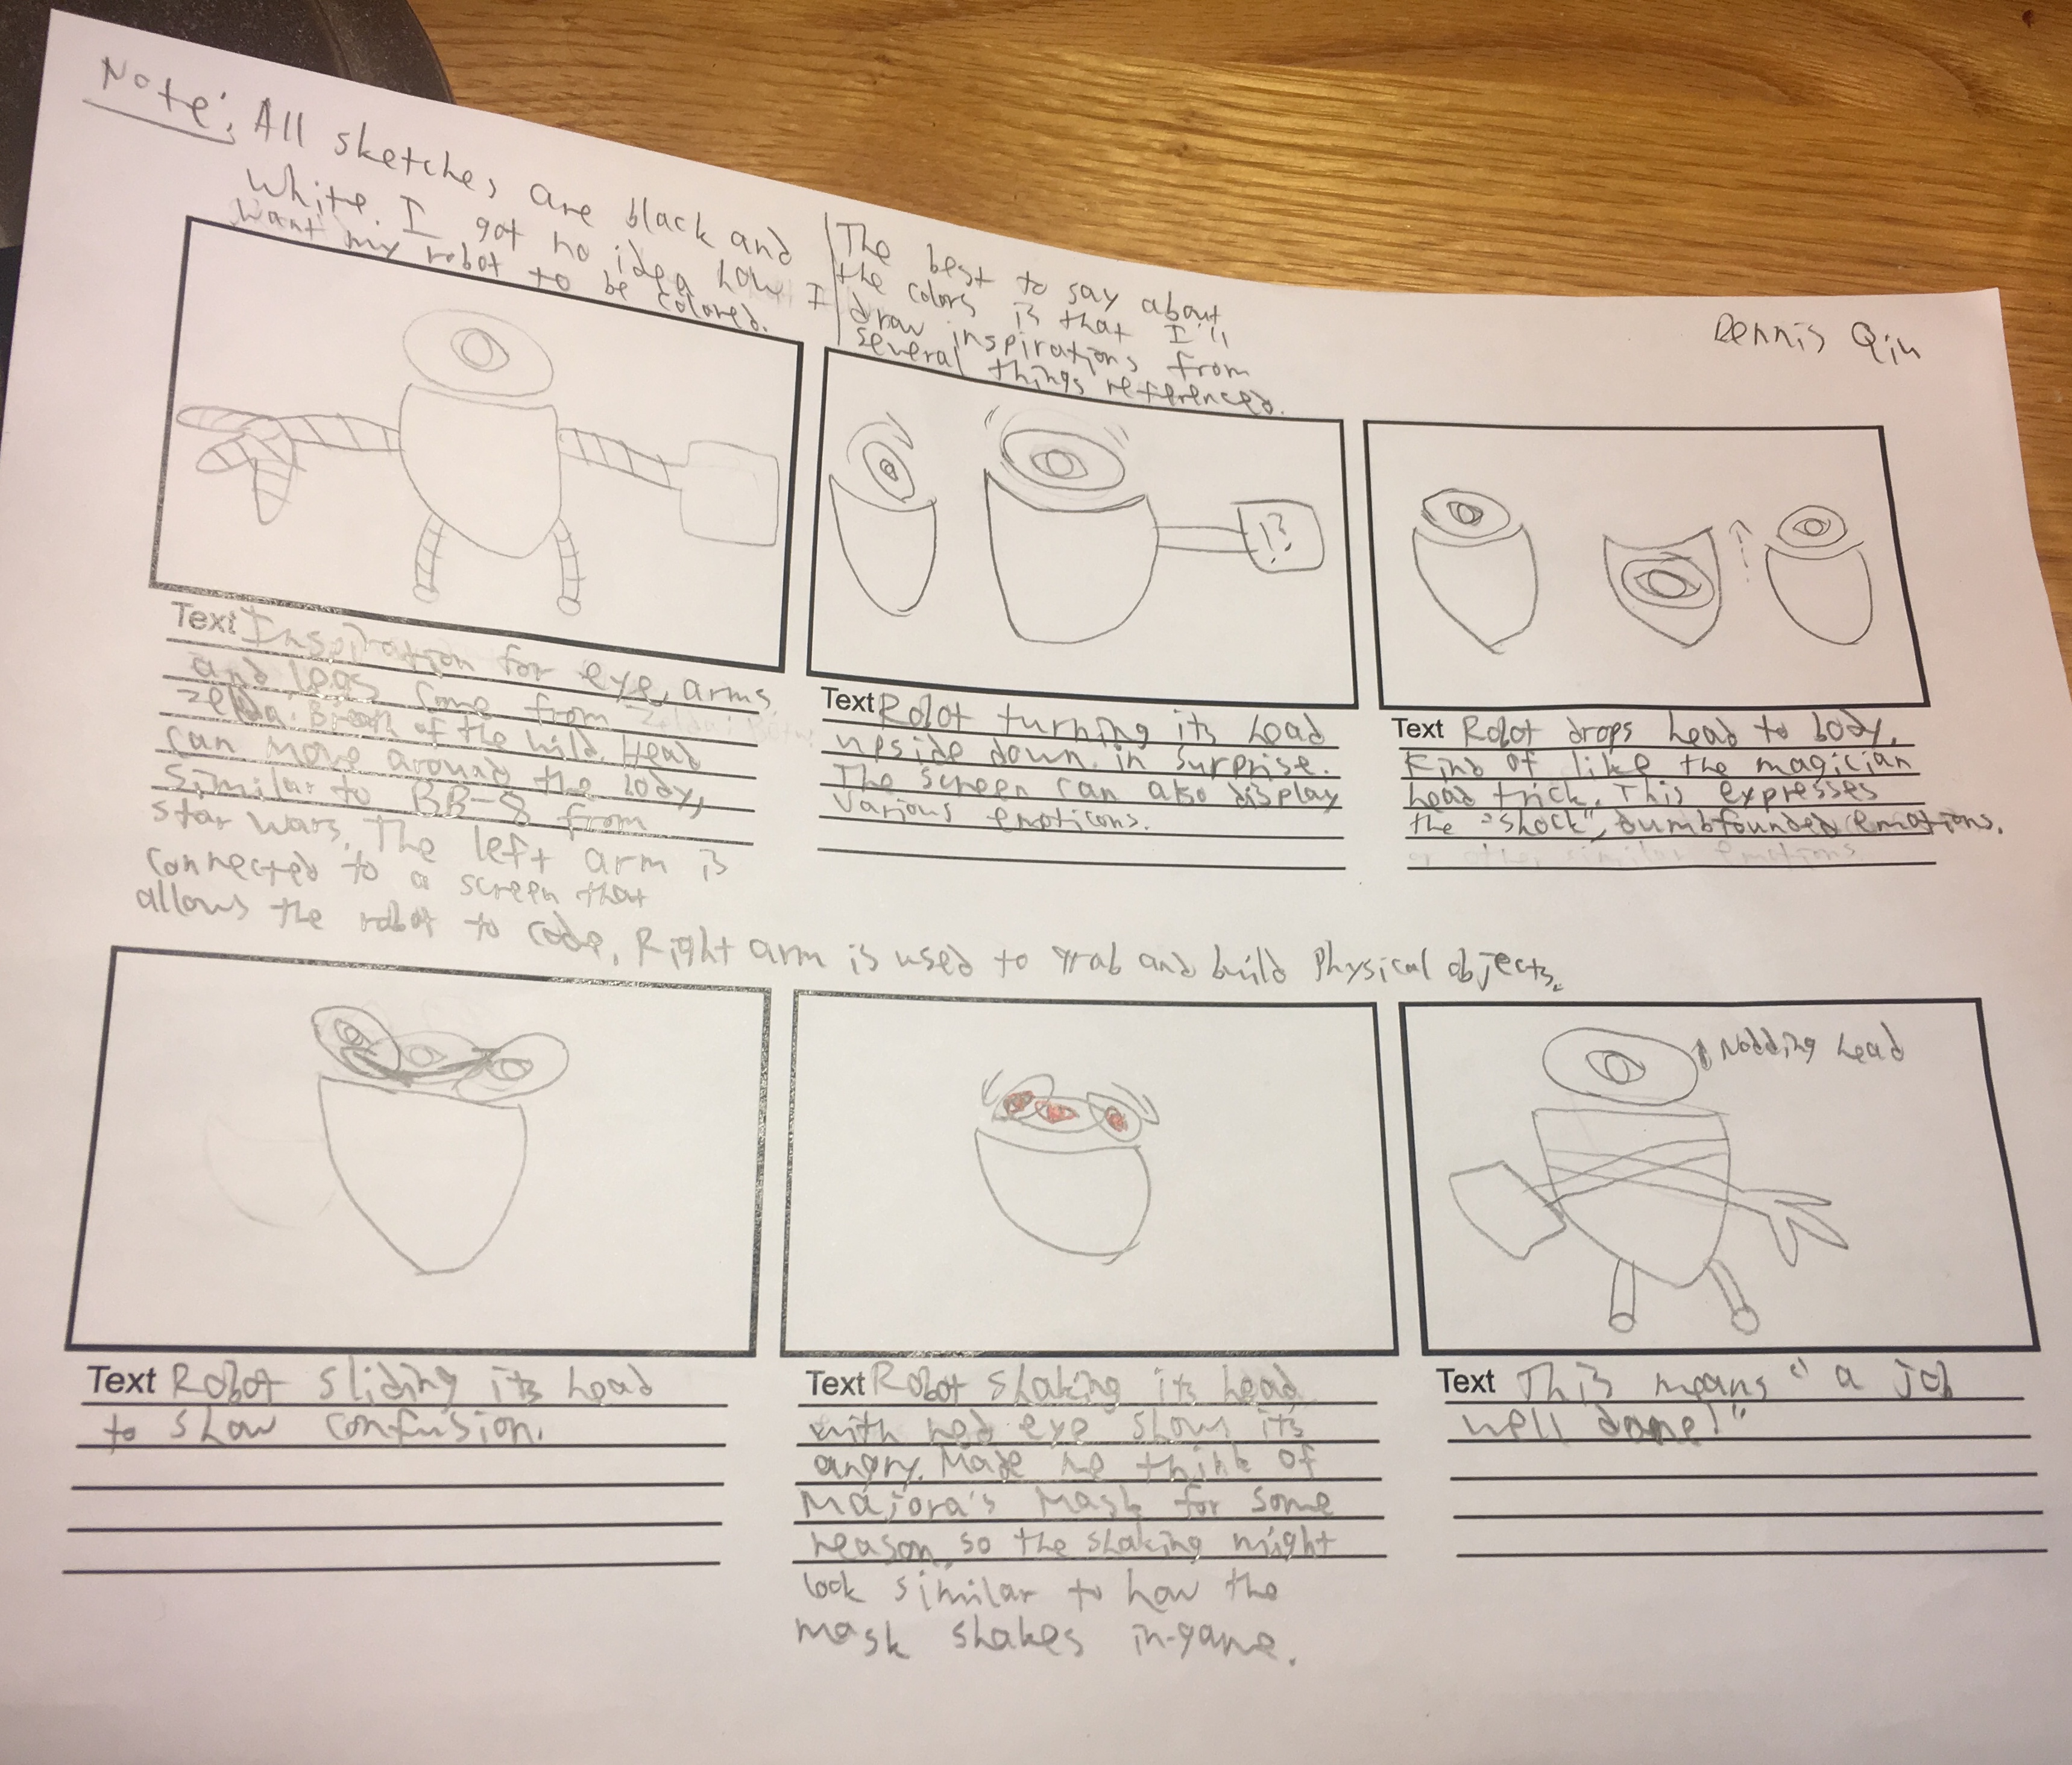 Note: All sketches are black and
white. I got no idea how I
want my robot to be colored.
The best to say about
the colors is that I'll
draw inspirations from
several things referenced.
Dennis Qiu
!?
Text Inspiration for eye, arms,
and legs come from
Zelda: Breath of the Wild. Head
can move around the body,
similar to BB-8 from
Star Wars. The left arm is
connected to a screen that
allows the robot to code. Right arm is used to grab and build physical objects.
Text Robot turning its head
upside down in surprise.
The screen can also display
various emoticons.
Text Robot drops head to body.
Kind of like the magician
head trick. This expresses
the "shock", dumbfounded emotions.
or other similar emotions
Nodding head
Text Robot sliding its head
to show confusion.
Text Robot shaking its head
with red eye shows its
angry. Made me think of
Majora's Mask for some
reason, so the shaking might
look similar to how the
mask shakes in-game.
Text This means "a job
well done!"